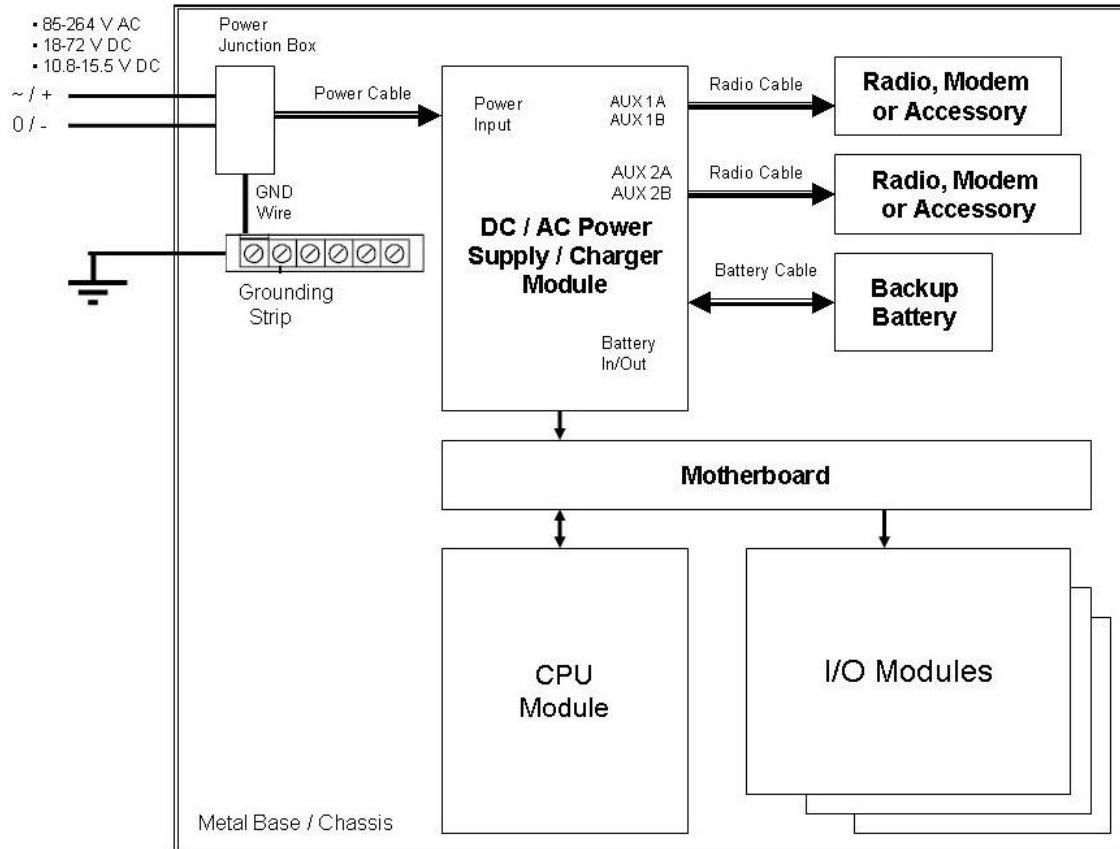 ▪ 85-264 V AC
▪ 18-72 V DC
▪ 10.8-15.5 V DC
~ / +
0 / -
Power
Junction Box
Power Cable
GND
Wire
Grounding
Strip
Power
Input
AUX 1A
AUX 1B
AUX 2A
AUX 2B
DC / AC Power
Supply / Charger
Module
Battery
In/Out
Radio Cable
Radio, Modem
or Accessory
Radio Cable
Radio, Modem
or Accessory
Battery Cable
Backup
Battery
Motherboard
CPU
Module
I/O Modules
Metal Base / Chassis